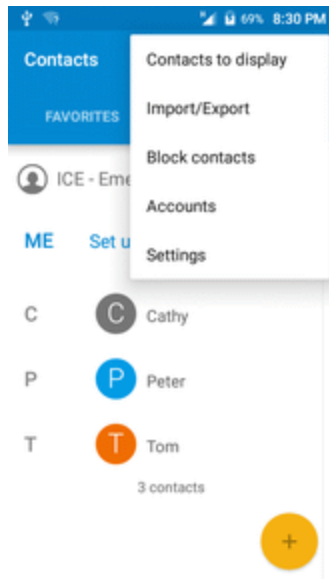 69% 8:30 PM
Contacts
Contacts to display
FAVORITES
Import/Export
Block contacts
Accounts
Settings
ICE - Eme
ME Set u
C C Cathy
P P Peter
T T Tom
3 contacts
+